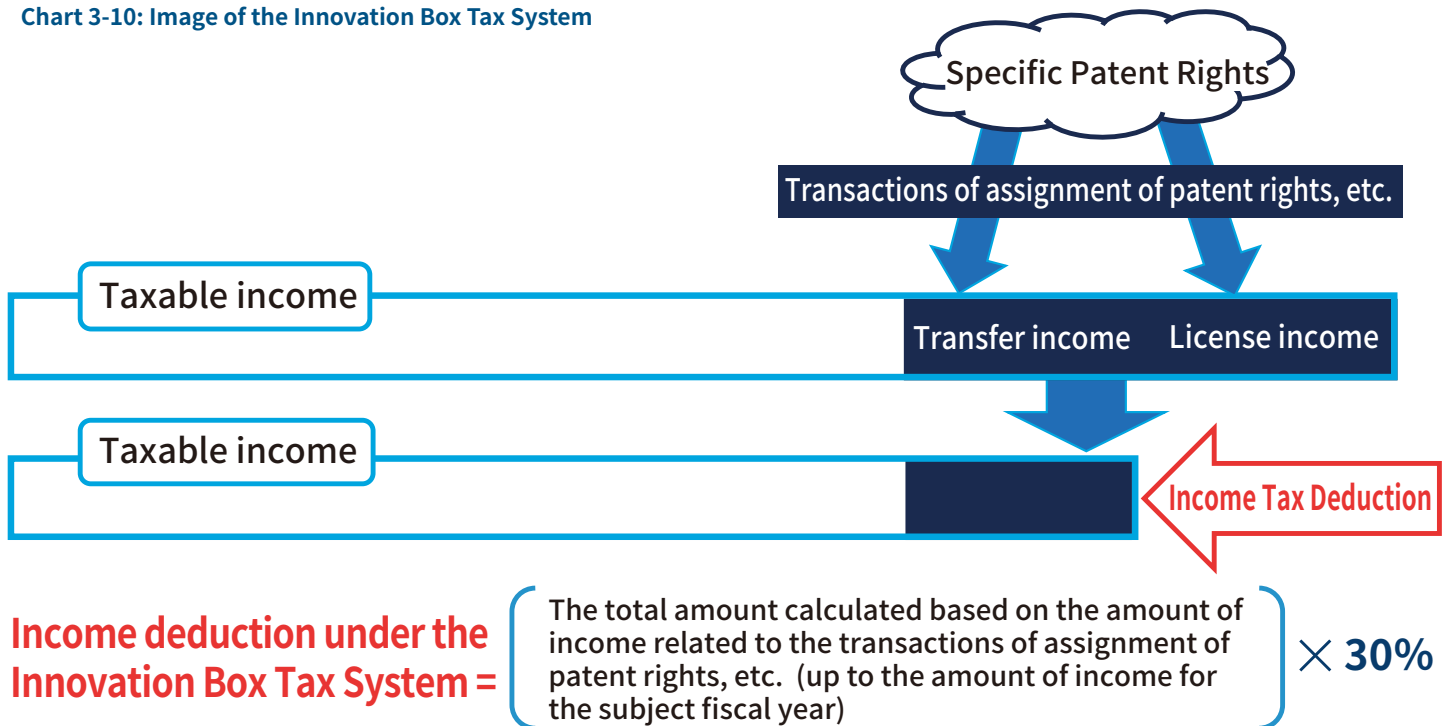 Chart 3-10: Image of the Innovation Box Tax System
Specific Patent Rights
Transactions of assignment of patent rights, etc.
Taxable income
Transfer income
License income
Taxable income
Income Tax Deduction
Income deduction under the
Innovation Box Tax System =
The total amount calculated based on the amount of
income related to the transactions of assignment of
patent rights, etc. (up to the amount of income for
the subject fiscal year)
× 30%